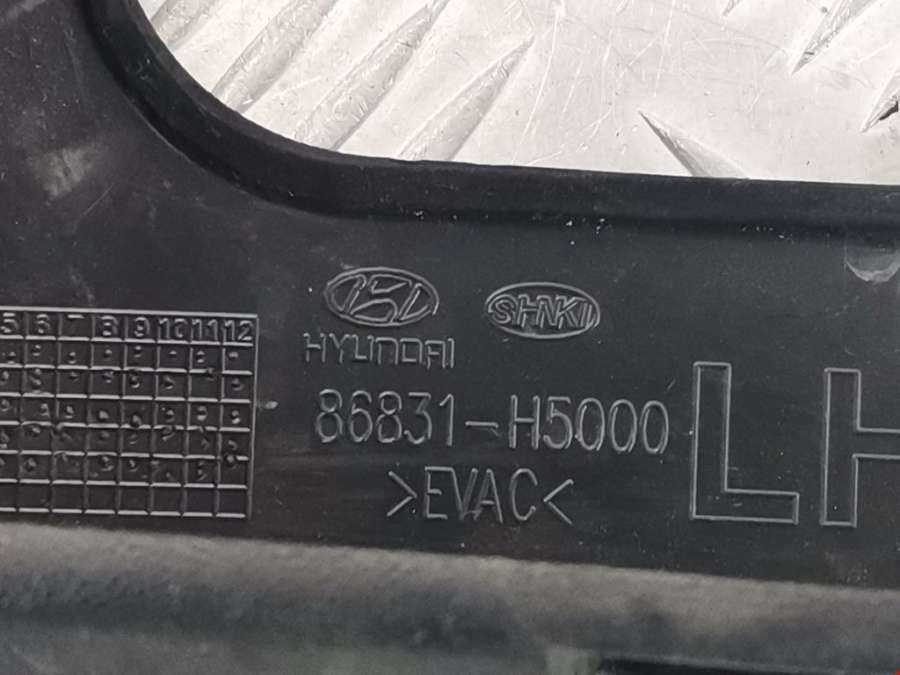 SHNKI
HYUNDAI
5 6 7 8 9 10 11 12
86831-H5000
>EVAC<
LH